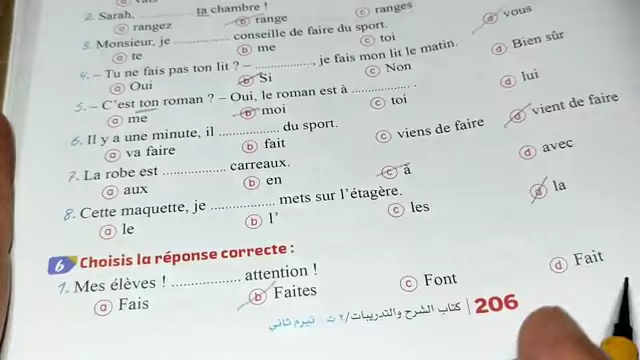 2. Sarah, ............ ta chambre !
a rangez b range c ranges
3. Monsieur, je ............ conseille de faire du sport. d vous
a te b me c toi
4. – Tu ne fais pas ton lit ? – ............, je fais mon lit le matin.
a Oui b Si c Non d Bien sûr
5. – C'est ton roman ? – Oui, le roman est à ............ .
a me b moi c toi d lui
6. Il y a une minute, il ............ du sport.
a va faire b fait c viens de faire d vient de faire
7. La robe est ............ carreaux.
a aux b en c á d avec
8. Cette maquette, je ............ mets sur l'étagère.
a le b l' c les d la
6 Choisis la réponse correcte :
1. Mes élèves ! ............ attention !
a Fais b Faites c Font d Fait
206 | كتاب الشرح والتدريبات/ ٢ ث تيرم ثاني